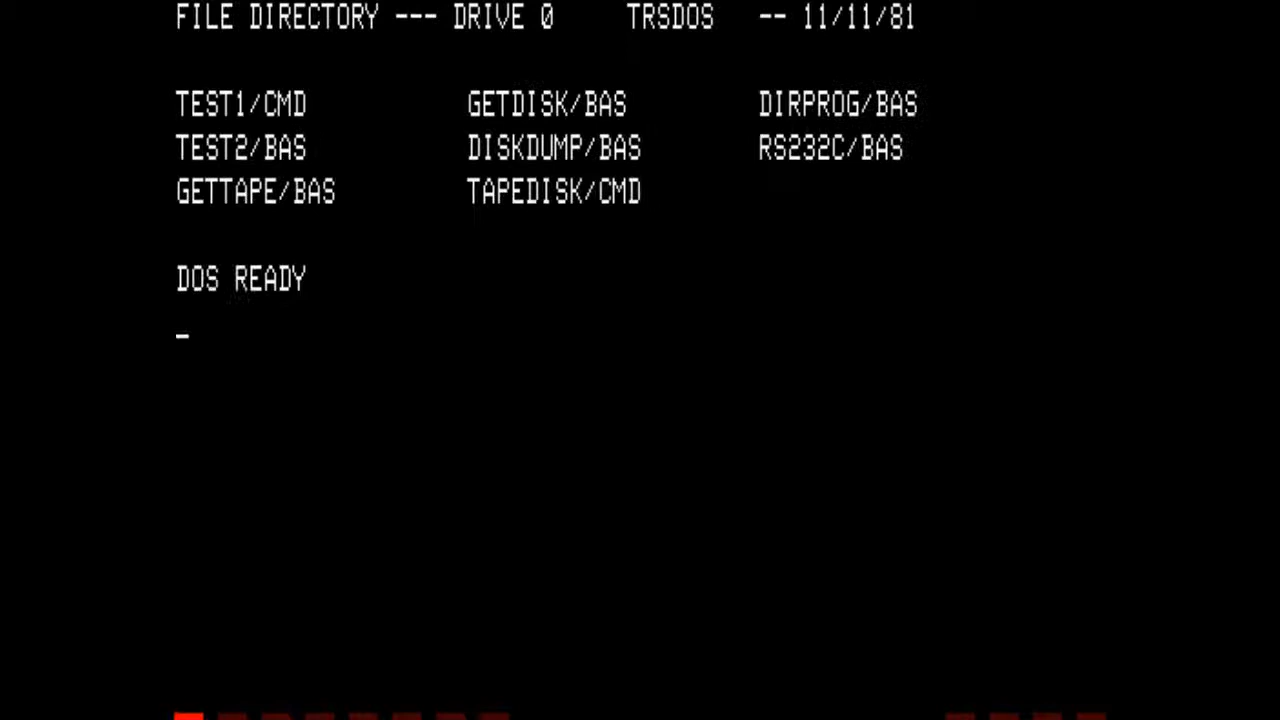 FILE DIRECTORY --- DRIVE 0     TRSDOS   -- 11/11/81
TEST1/CMD           GETDISK/BAS         DIRPROG/BAS
TEST2/BAS           DISKDUMP/BAS        RS232C/BAS
GETTAPE/BAS         TAPEDISK/CMD
DOS READY
_